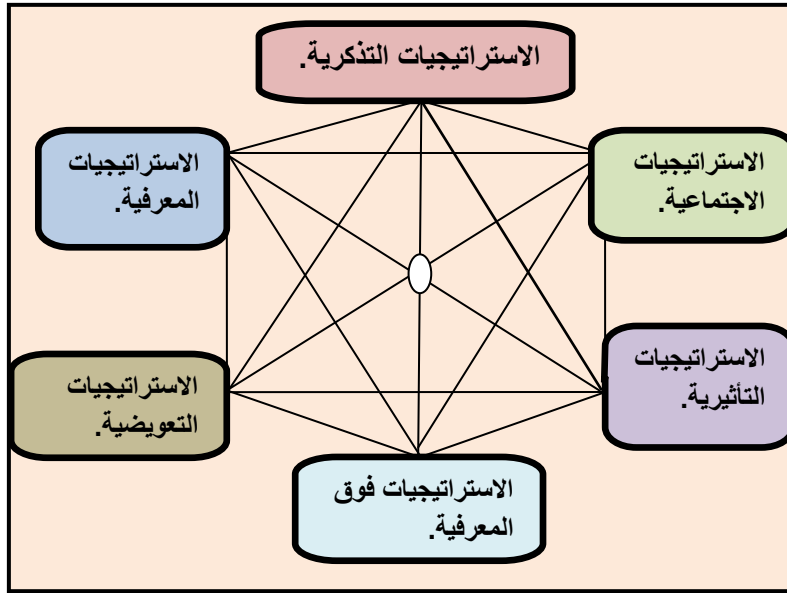 الاستراتيجيات التذكرية.
الاستراتيجيات
الاجتماعية.
الاستراتيجيات
المعرفية.
الاستراتيجيات
التأثيرية.
الاستراتيجيات
التعويضية.
الاستراتيجيات فوق
المعرفية.